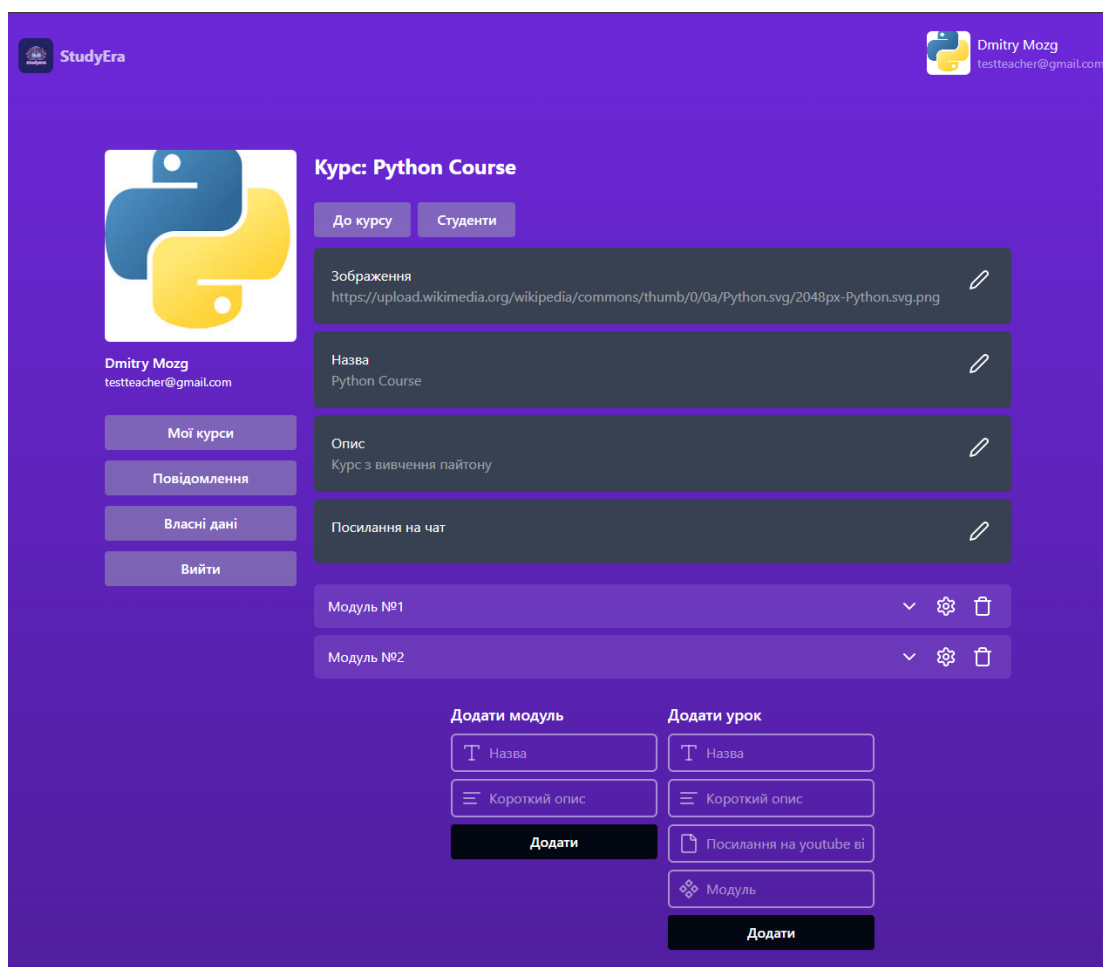 StudyEra
Dmitry Mozg
testteacher@gmail.com
Курс: Python Course
До курсу
Студенти
Зображення
https://upload.wikimedia.org/wikipedia/commons/thumb/0/0a/Python.svg/2048px-Python.svg.png
Назва
Python Course
Опис
Курс з вивчення пайтону
Посилання на чат
Dmitry Mozg
testteacher@gmail.com
Мої курси
Повідомлення
Власні дані
Вийти
Модуль №1
Модуль №2
Додати модуль
Назва
Короткий опис
Додати
Додати урок
Назва
Короткий опис
Посилання на youtube ві
Модуль
Додати